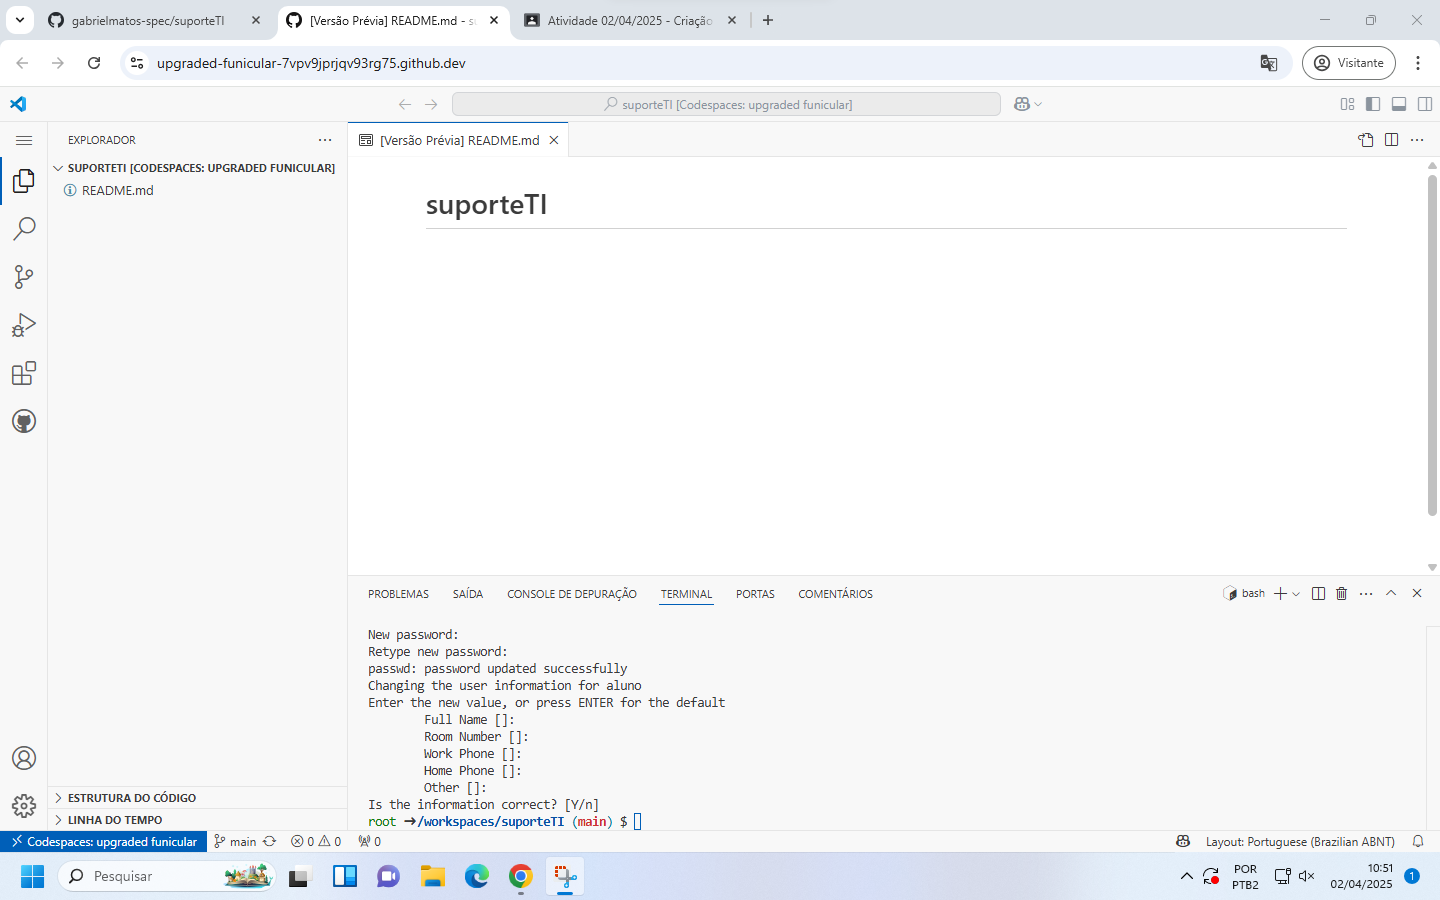 gabrielmatos-spec/suporteTI
[Versão Prévia] README.md - su
Atividade 02/04/2025 - Criação
upgraded-funicular-7vpv9jprjqv93rg75.github.dev
Visitante
suporteTI [Codespaces: upgraded funicular]
EXPLORADOR
[Versão Prévia] README.md
SUPORTETI [CODESPACES: UPGRADED FUNICULAR]
README.md
suporteTI
PROBLEMAS SAÍDA CONSOLE DE DEPURAÇÃO TERMINAL PORTAS COMENTÁRIOS
bash
New password:
Retype new password:
passwd: password updated successfully
Changing the user information for aluno
Enter the new value, or press ENTER for the default
Full Name []:
Room Number []:
Work Phone []:
Home Phone []:
Other []:
Is the information correct? [Y/n]
root ➜/workspaces/suporteTI (main) $
ESTRUTURA DO CÓDIGO
LINHA DO TEMPO
Codespaces: upgraded funicular
main
0 0
0
Layout: Portuguese (Brazilian ABNT)
Pesquisar
POR
PTB2
10:51
02/04/2025
1